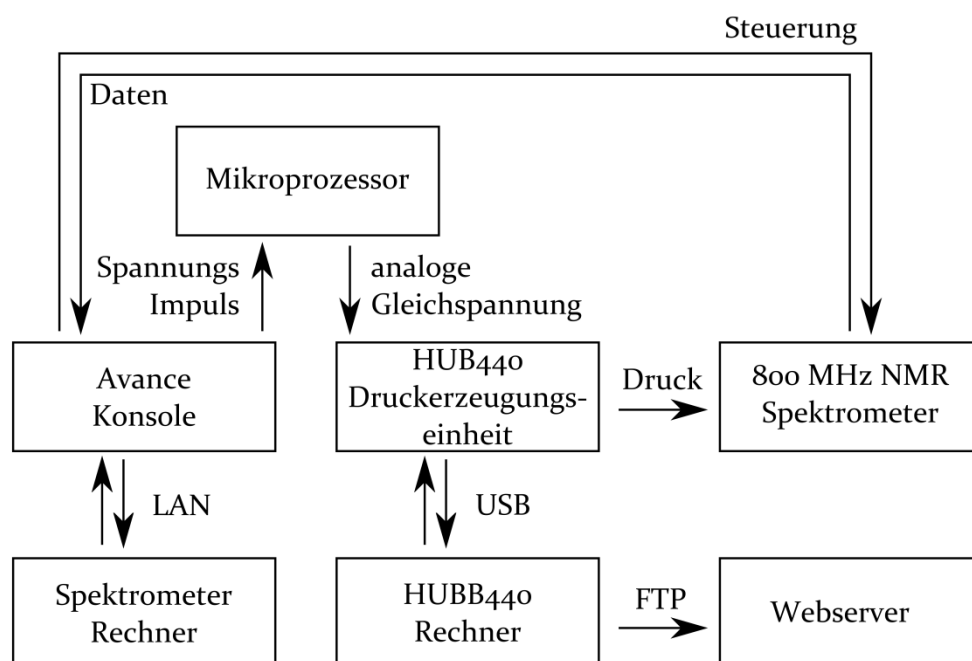 Steuerung
Daten
Mikroprozessor
Spannungs
Impuls
analoge
Gleichspannung
Avance
Konsole
HUB440
Druckerzeugungs-
einheit
Druck
800 MHz NMR
Spektrometer
LAN
USB
Spektrometer
Rechner
HUBB440
Rechner
FTP
Webserver